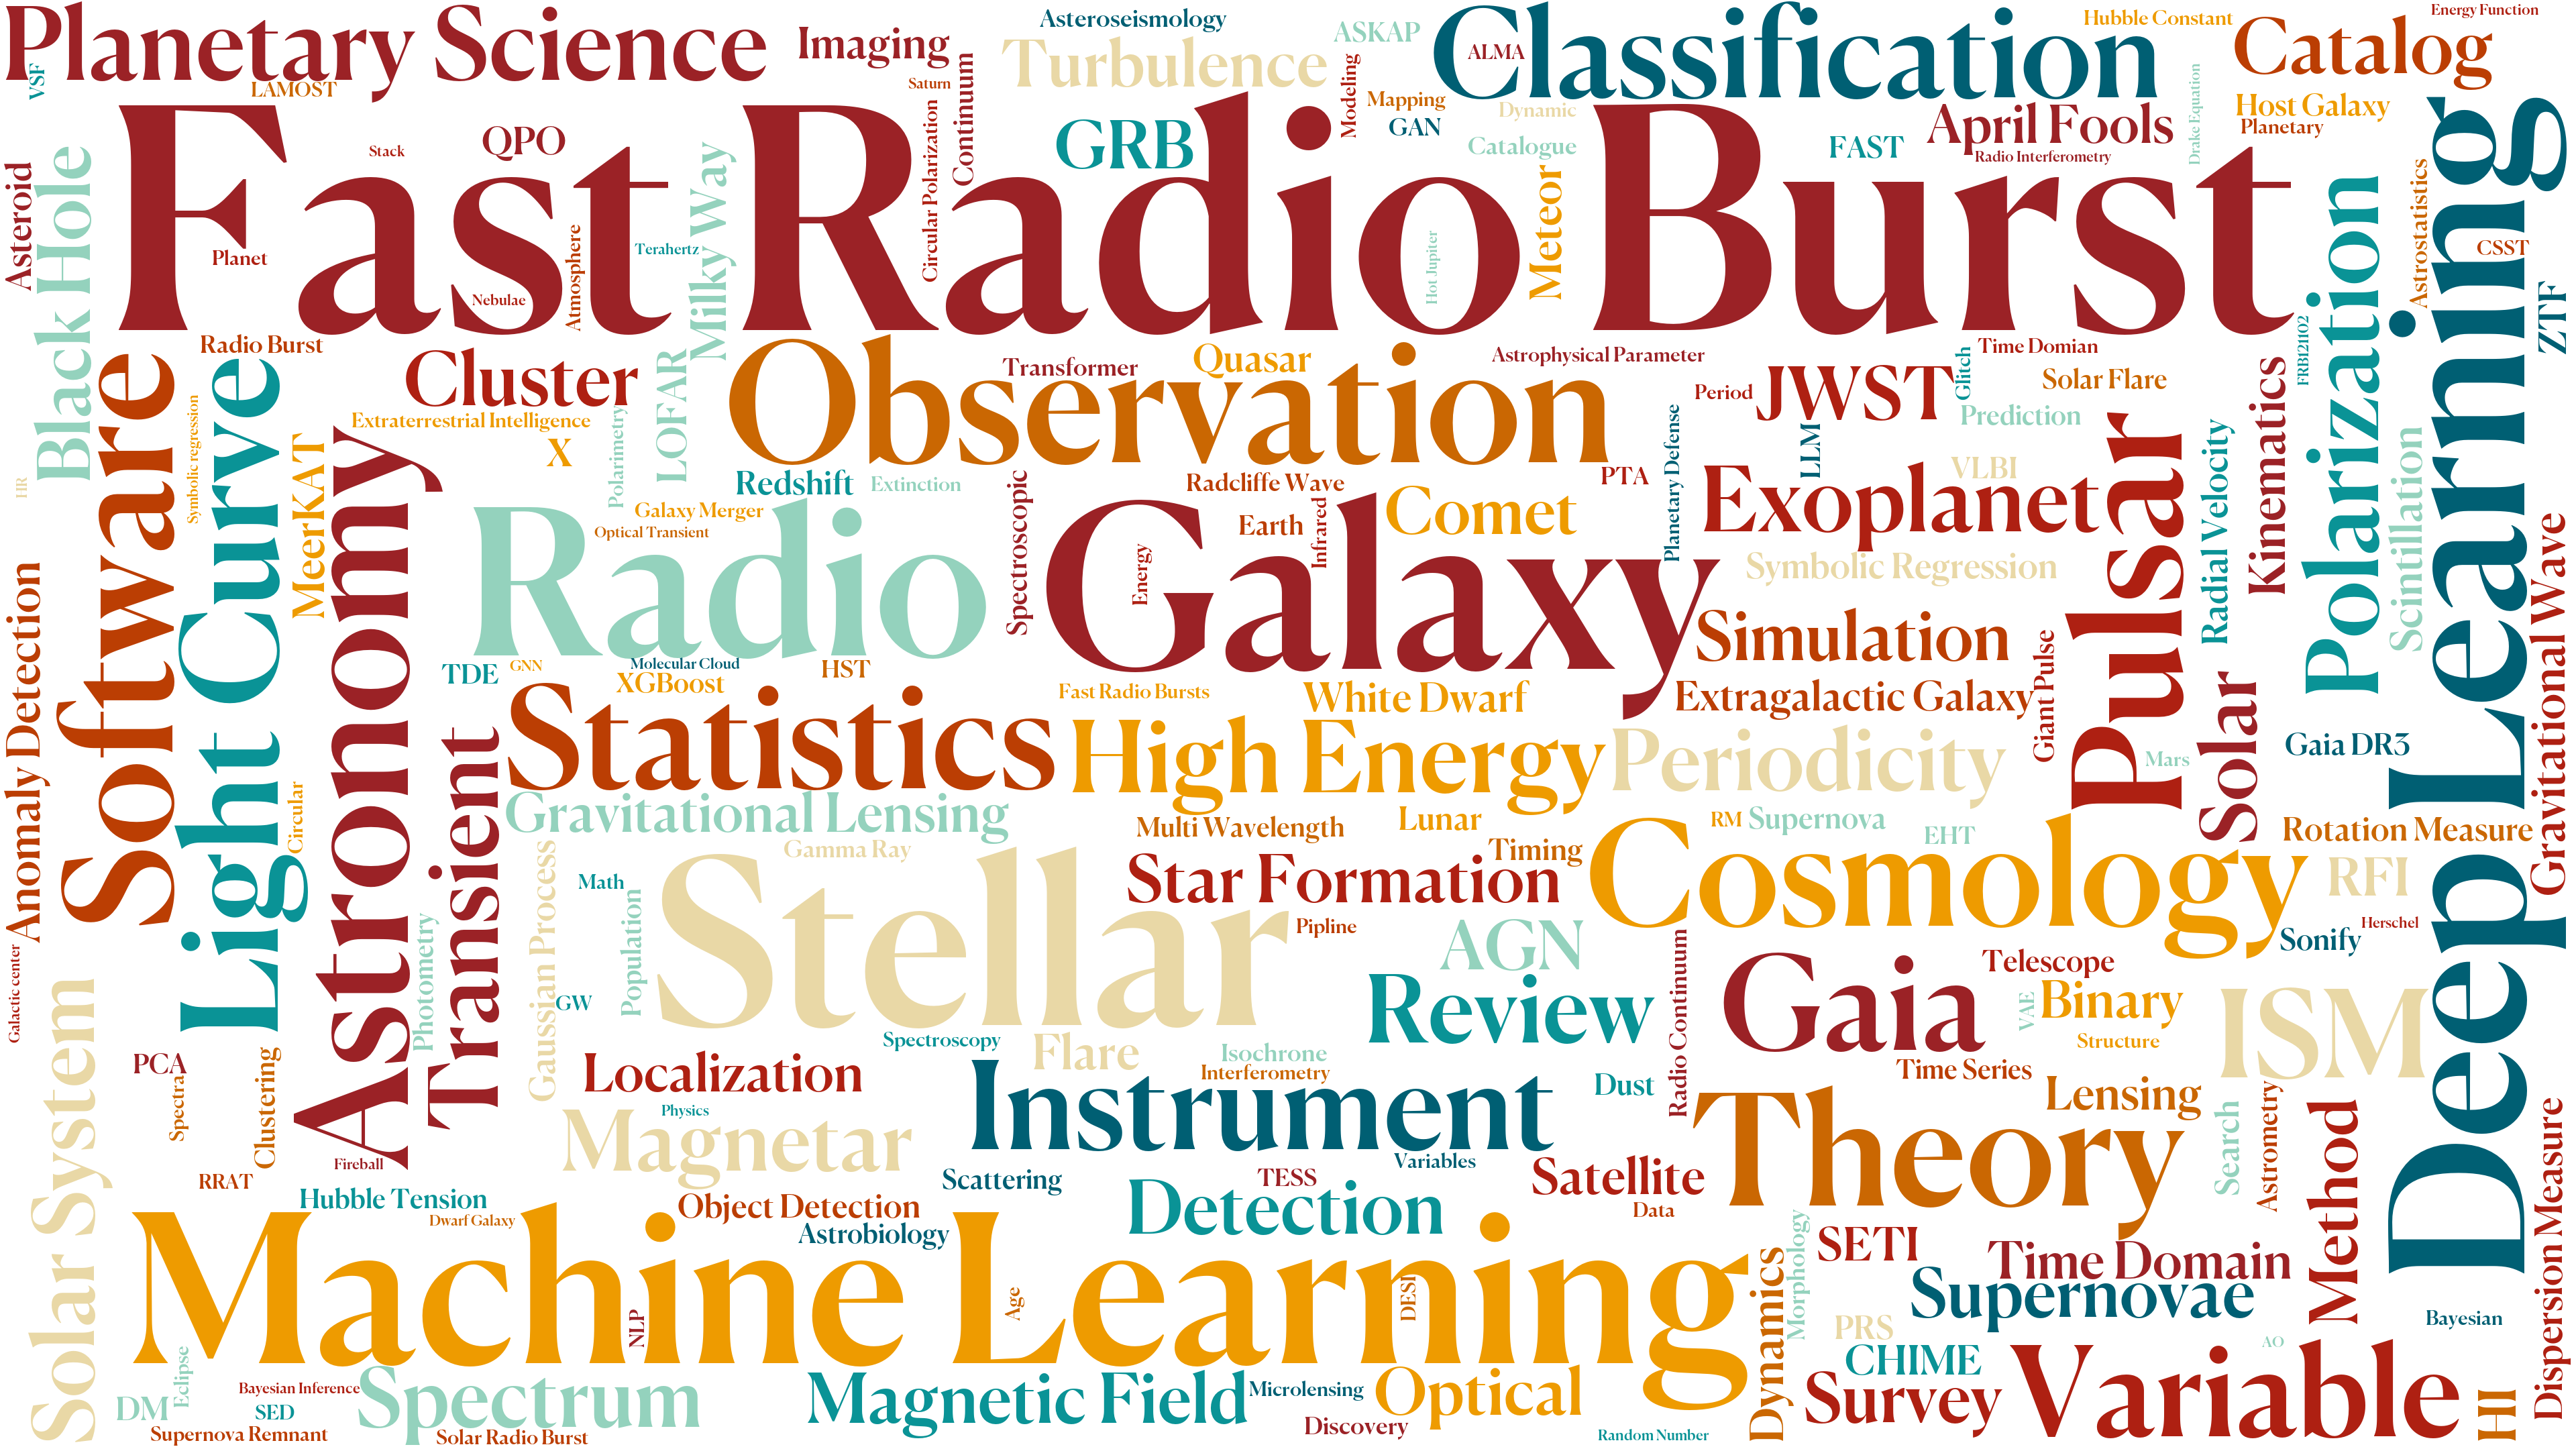 Planetary Science
Imaging
Asteroseismology
Turbulence
ASKAP
ALMA
Classification
Hubble Constant
Catalog
Energy Function
VSF
LAMOST
Saturn
Continuum
Modeling
Mapping
GAN
Dynamic
Catalogue
Drake Equation
Host Galaxy
Planetary
April Fools
Radio Interferometry
FAST
GRB
QPO
Stack
Asteroid
Black Hole
Fast Radio Burst
Planet
Nebulae
Atmosphere
Terahertz
Milky Way
Circular Polarization
Hot Jupiter
Meteor
Polarization
Astrostatistics
CSST
ZTF
Deep Learning
Radio Burst
Cluster
Transformer
Quasar
Astrophysical Parameter
Glitch
Time Domian
Solar Flare
FRB121102
Software
Symbolic regression
Light Curve
Extraterrestrial Intelligence
X
Polarimetry
LOFAR
Observation
Period
JWST
Prediction
Kinematics
HR
MeerKAT
Astronomy
Redshift
Extinction
Radcliffe Wave
PTA
Planetary Defense
LLM
VLBI
Exoplanet
Pulsar
Radial Velocity
Scintillation
Galaxy Merger
Optical Transient
Radio
Spectroscopic
Earth
Infrared
Energy
Comet
Galaxy
Symbolic Regression
Simulation
Gravitational Wave
Anomaly Detection
TDE
GNN
Molecular Cloud
XGBoost
HST
Fast Radio Bursts
White Dwarf
Extragalactic Galaxy
Giant Pulse
Solar
Gaia DR3
Statistics
High Energy
Periodicity
Mars
Transient
Circular
Gravitational Lensing
Multi Wavelength
Lunar
RM
Supernova
EHT
Rotation Measure
Gamma Ray
Timing
Star Formation
Cosmology
RFI
Math
Gaussian Process
Population
Stellar
Pipline
AGN
Sonify
Herschel
Galactic center
Photometry
GW
Review
Radio Continuum
Gaia
Telescope
VAE
Binary
ISM
Solar System
PCA
Spectra
Clustering
Spectroscopy
Flare
Isochrone
Interferometry
Structure
Time Series
Localization
Dust
Lensing
Physics
Magnetar
Instrument
Theory
Search
Astrometry
Method
Dispersion Measure
Fireball
RRAT
Hubble Tension
Dwarf Galaxy
Object Detection
Astrobiology
Scattering
TESS
Variables
Satellite
Detection
Data
Morphology
SETI
Time Domain
Supernovae
Machine Learning
NLP
Age
DESI
Dynamics
PRS
CHIME
AO
Bayesian
Eclipse
DM
Bayesian Inference
SED
Supernova Remnant
Spectrum
Solar Radio Burst
Magnetic Field
Microlensing
Discovery
Optical
Random Number
Survey
Variable
HI